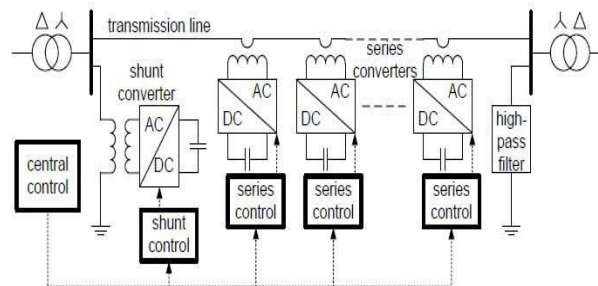 transmission line
series
converters
shunt
converter
AC
DC
AC
DC
AC
DC
AC
DC
high-
pass
filter
central
control
shunt
control
series
control
series
control
series
control